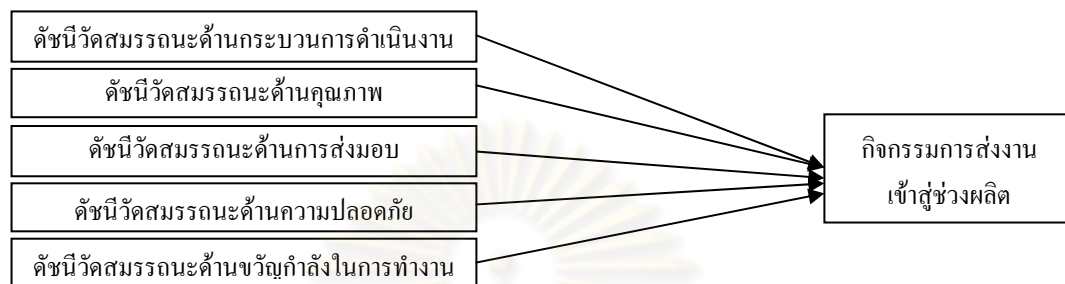 ดัชนีวัดสมรรถนะด้านกระบวนการดำเนินงาน
ดัชนีวัดสมรรถนะด้านคุณภาพ
ดัชนีวัดสมรรถนะด้านการส่งมอบ
ดัชนีวัดสมรรถนะด้านความปลอดภัย
ดัชนีวัดสมรรถนะด้านขวัญกำลังในการทำงาน
กิจกรรมการส่งงาน
เข้าสู่ช่วงผลิต